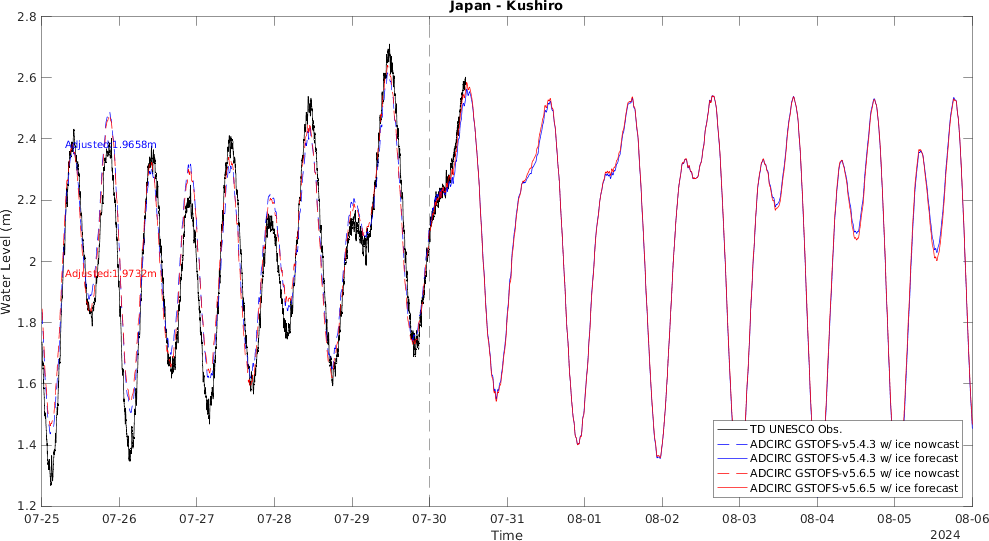 Japan - Kushiro
2.8
2.6
2.4
2.2
2
1.8
1.6
1.4
1.2
Water Level (m)
Adjusted:1.9658m
Adjusted:1.9732m
TD UNESCO Obs.
ADCIRC GSTOFS-v5.4.3 w/ ice nowcast
ADCIRC GSTOFS-v5.4.3 w/ ice forecast
ADCIRC GSTOFS-v5.6.5 w/ ice nowcast
ADCIRC GSTOFS-v5.6.5 w/ ice forecast
07-25 07-26 07-27 07-28 07-29 07-30 07-31 08-01 08-02 08-03 08-04 08-05 08-06
Time
2024